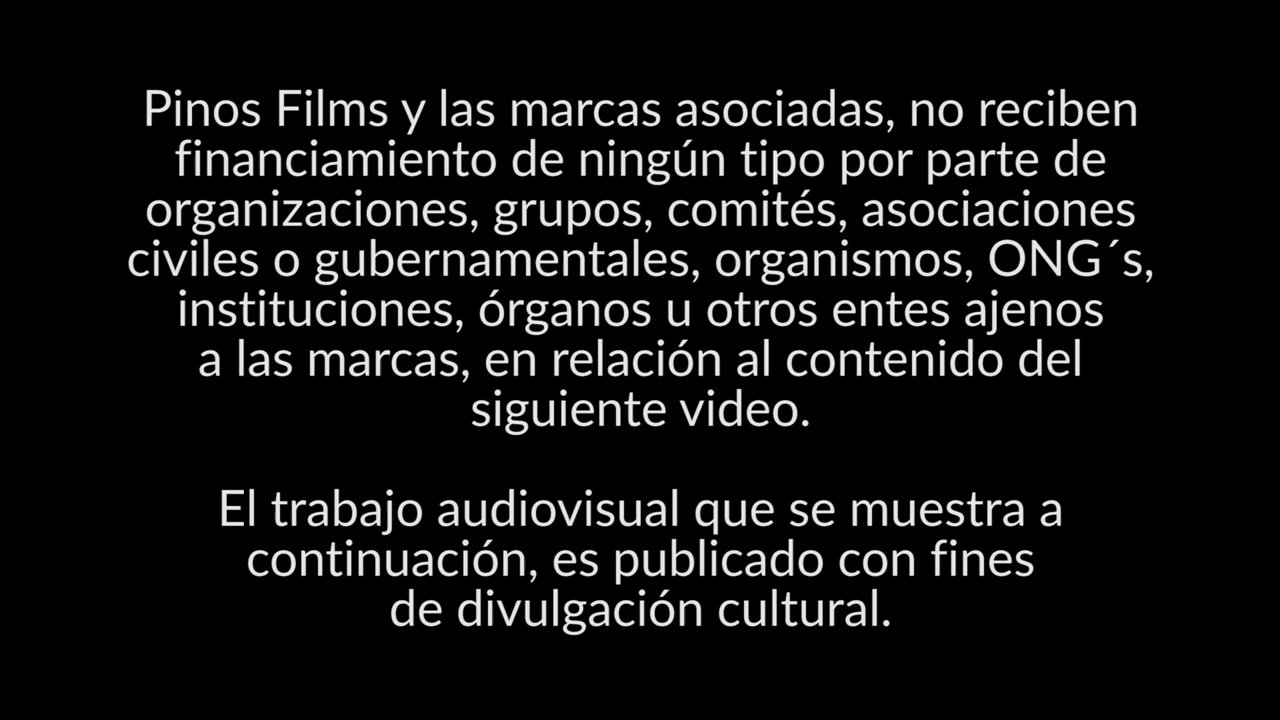 Pinos Films y las marcas asociadas, no reciben
financiamiento de ningún tipo por parte de
organizaciones, grupos, comités, asociaciones
civiles o gubernamentales, organismos, ONG´s,
instituciones, órganos u otros entes ajenos
a las marcas, en relación al contenido del
siguiente video.
El trabajo audiovisual que se muestra a
continuación, es publicado con fines
de divulgación cultural.